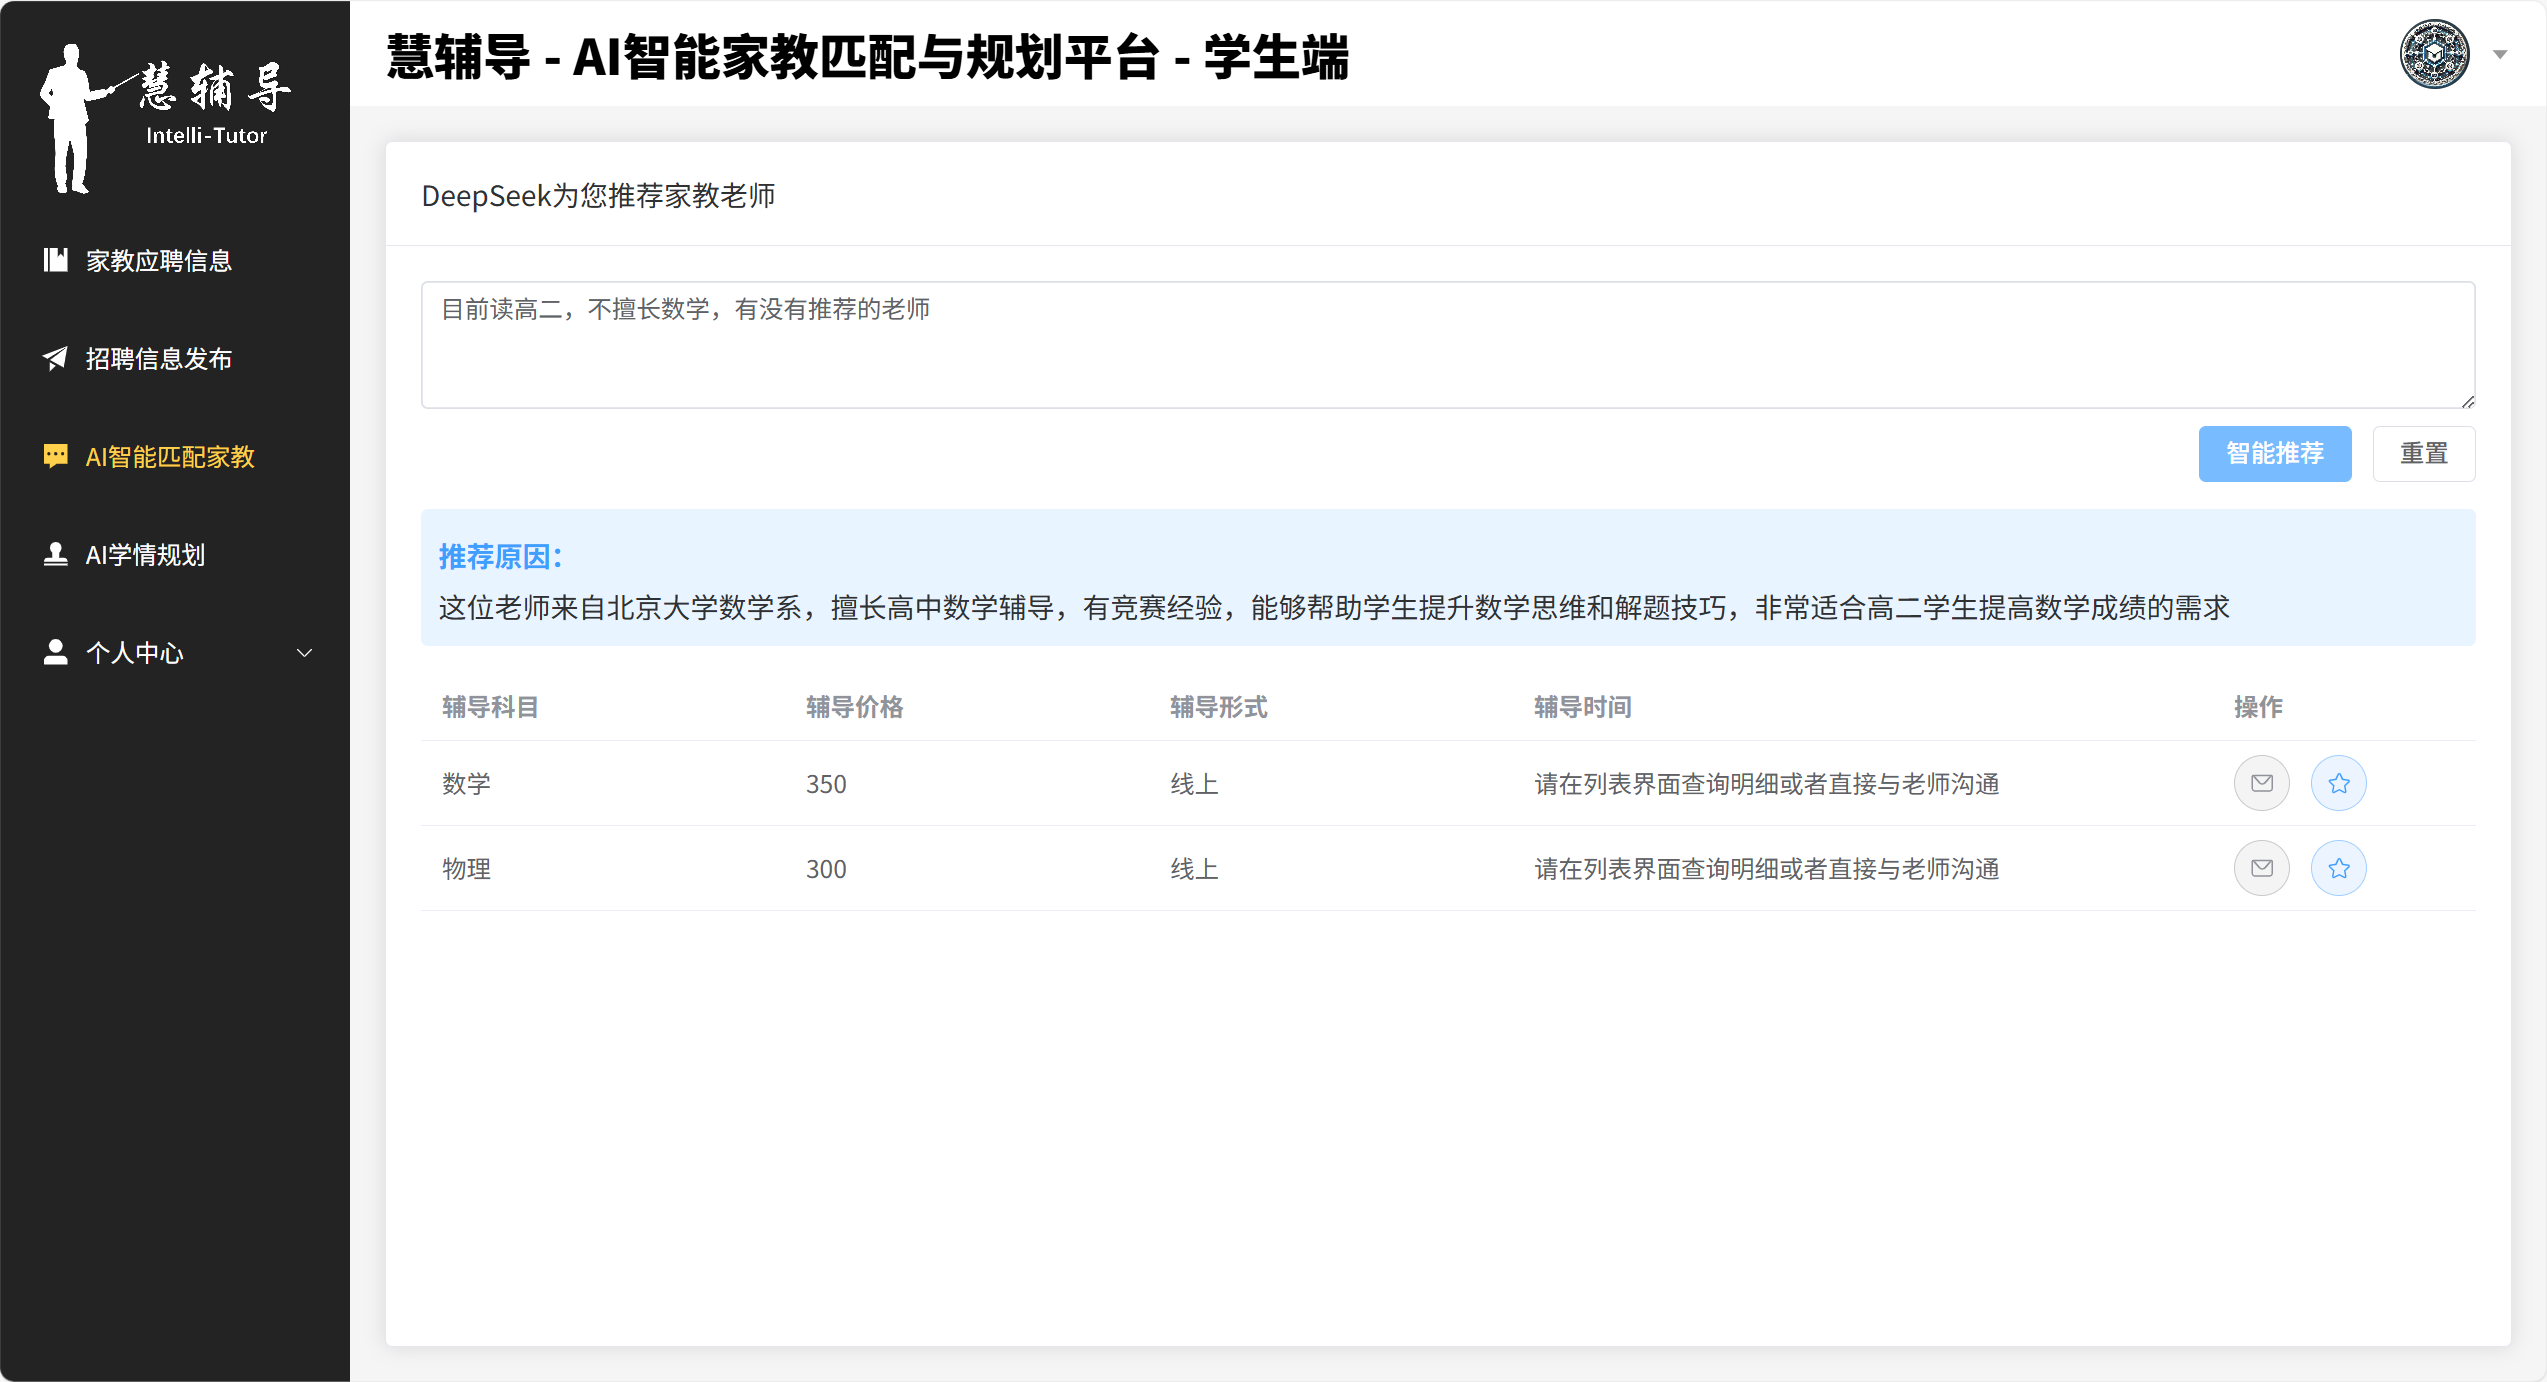 慧辅导
Intelli-Tutor
家教应聘信息
招聘信息发布
AI智能匹配家教
AI学情规划
个人中心
慧辅导 - AI智能家教匹配与规划平台 - 学生端
DeepSeek为您推荐家教老师
目前读高二，不擅长数学，有没有推荐的老师
智能推荐 重置
推荐原因：
这位老师来自北京大学数学系，擅长高中数学辅导，有竞赛经验，能够帮助学生提升数学思维和解题技巧，非常适合高二学生提高数学成绩的需求
辅导科目 辅导价格 辅导形式 辅导时间 操作
数学 350 线上 请在列表界面查询明细或者直接与老师沟通
物理 300 线上 请在列表界面查询明细或者直接与老师沟通